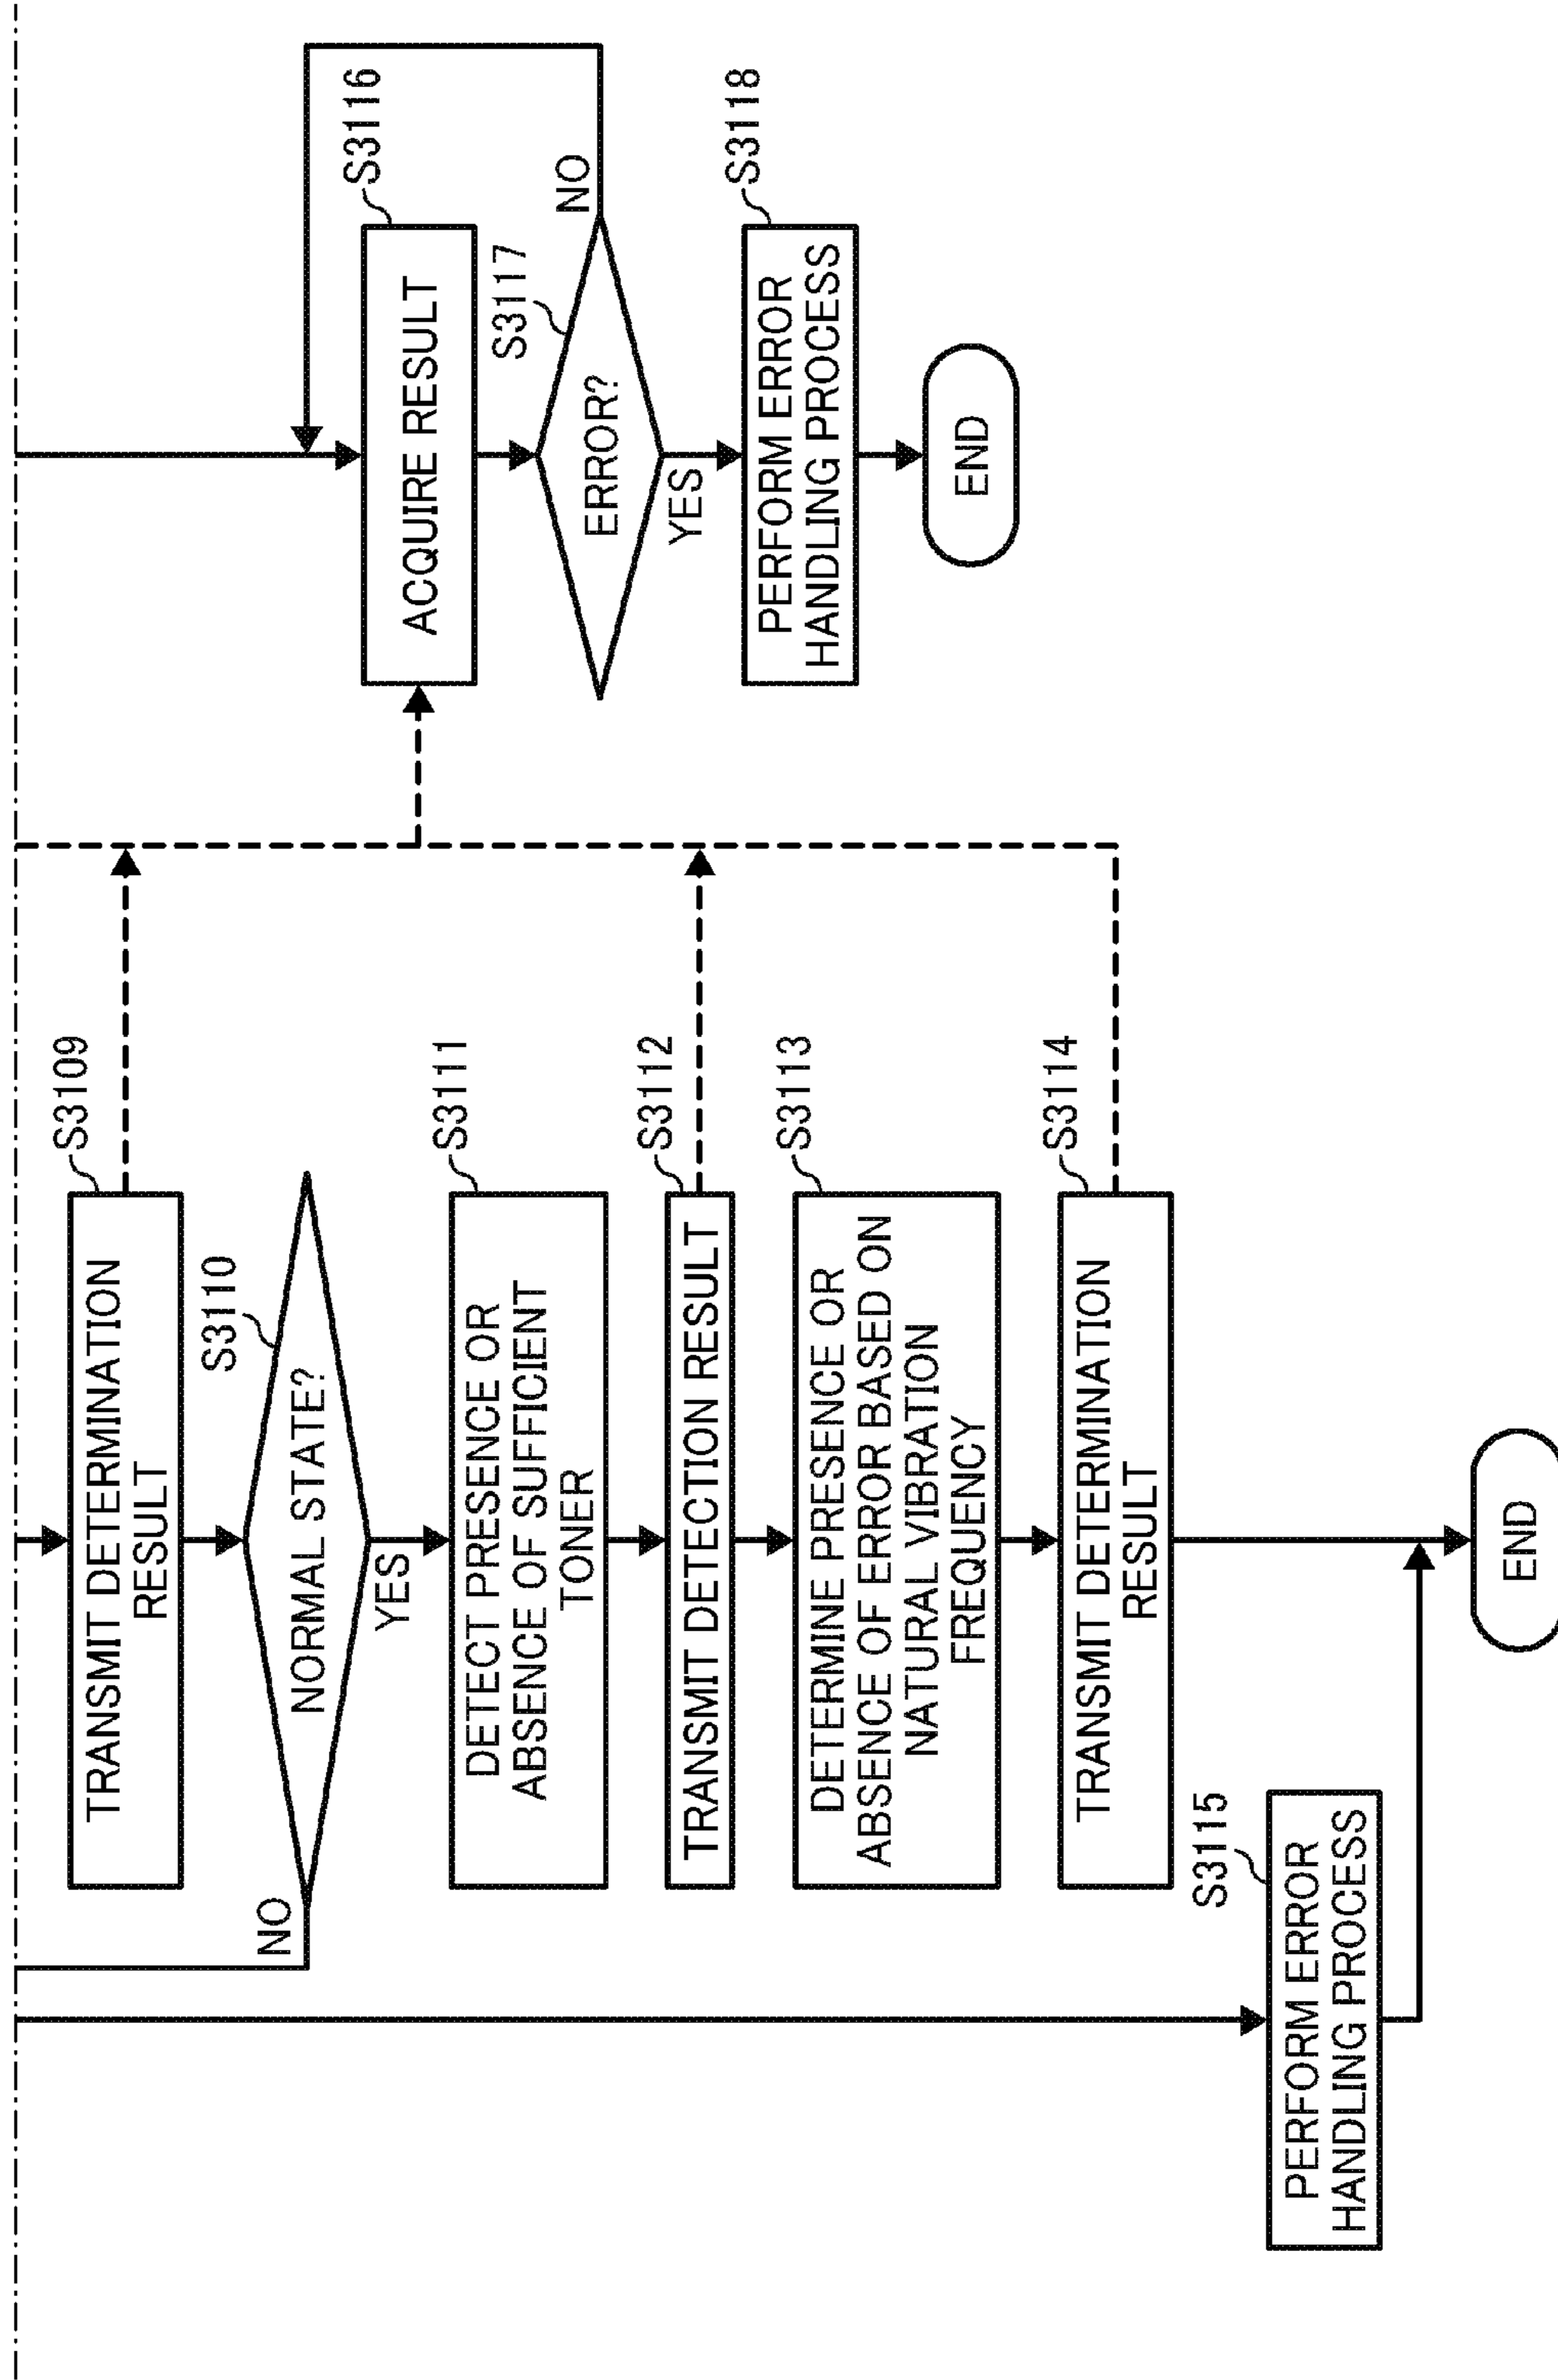 S3109
TRANSMIT DETERMINATION
RESULT
S3110
NORMAL STATE?
NO
YES
S3111
DETECT PRESENCE OR
ABSENCE OF SUFFICIENT
TONER
S3112
TRANSMIT DETECTION RESULT
S3113
DETERMINE PRESENCE OR
ABSENCE OF ERROR BASED ON
NATURAL VIBRATION
FREQUENCY
S3114
TRANSMIT DETERMINATION
RESULT
S3115
PERFORM ERROR
HANDLING PROCESS
END
S3116
ACQUIRE RESULT
S3117
ERROR?
NO
YES
S3118
PERFORM ERROR
HANDLING PROCESS
END